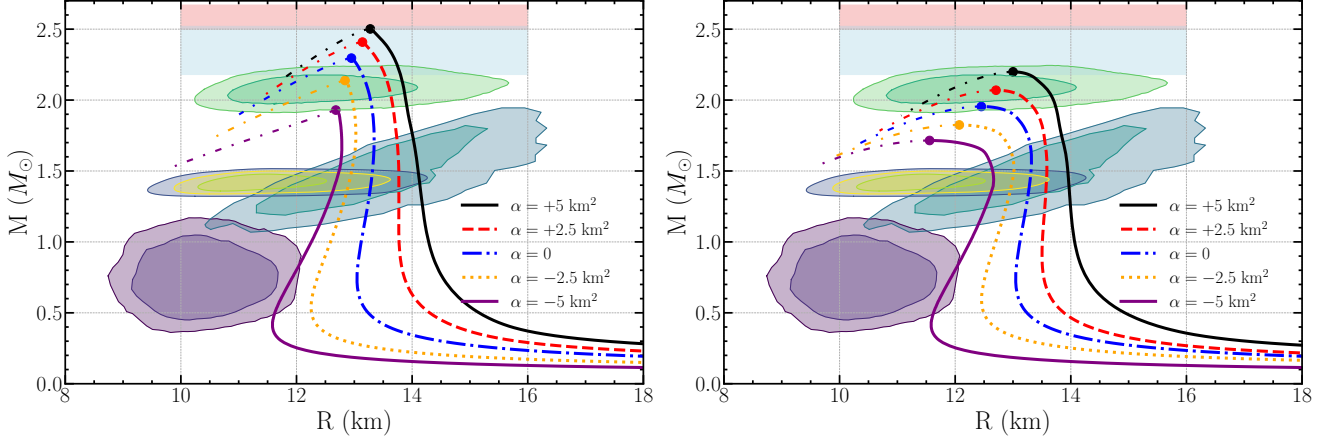 2.5
2.0
1.5
1.0
0.5
0.0
M (M⊙)
α = +5 km²
α = +2.5 km²
α = 0
α = −2.5 km²
α = −5 km²
8 10 12 14 16 18
R (km)
2.5
2.0
1.5
1.0
0.5
0.0
M (M⊙)
α = +5 km²
α = +2.5 km²
α = 0
α = −2.5 km²
α = −5 km²
8 10 12 14 16 18
R (km)